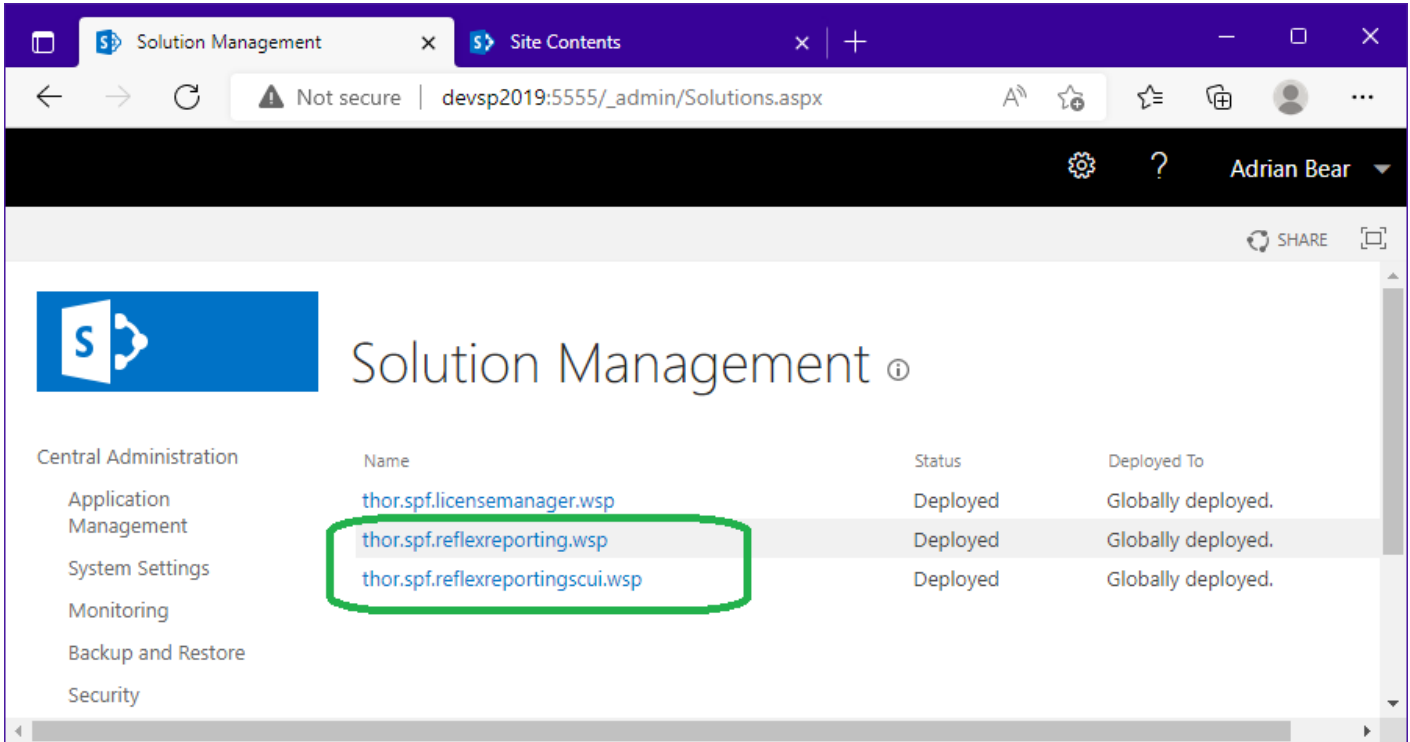 Solution Management
Site Contents
Not secure | devsp2019:5555/_admin/Solutions.aspx
? Adrian Bear
SHARE
S
Solution Management
Central Administration
Name Status Deployed To
Application
Management
thor.spf.licensemanager.wsp Deployed Globally deployed.
thor.spf.reflexreporting.wsp Deployed Globally deployed.
System Settings
thor.spf.reflexreportingscui.wsp Deployed Globally deployed.
Monitoring
Backup and Restore
Security